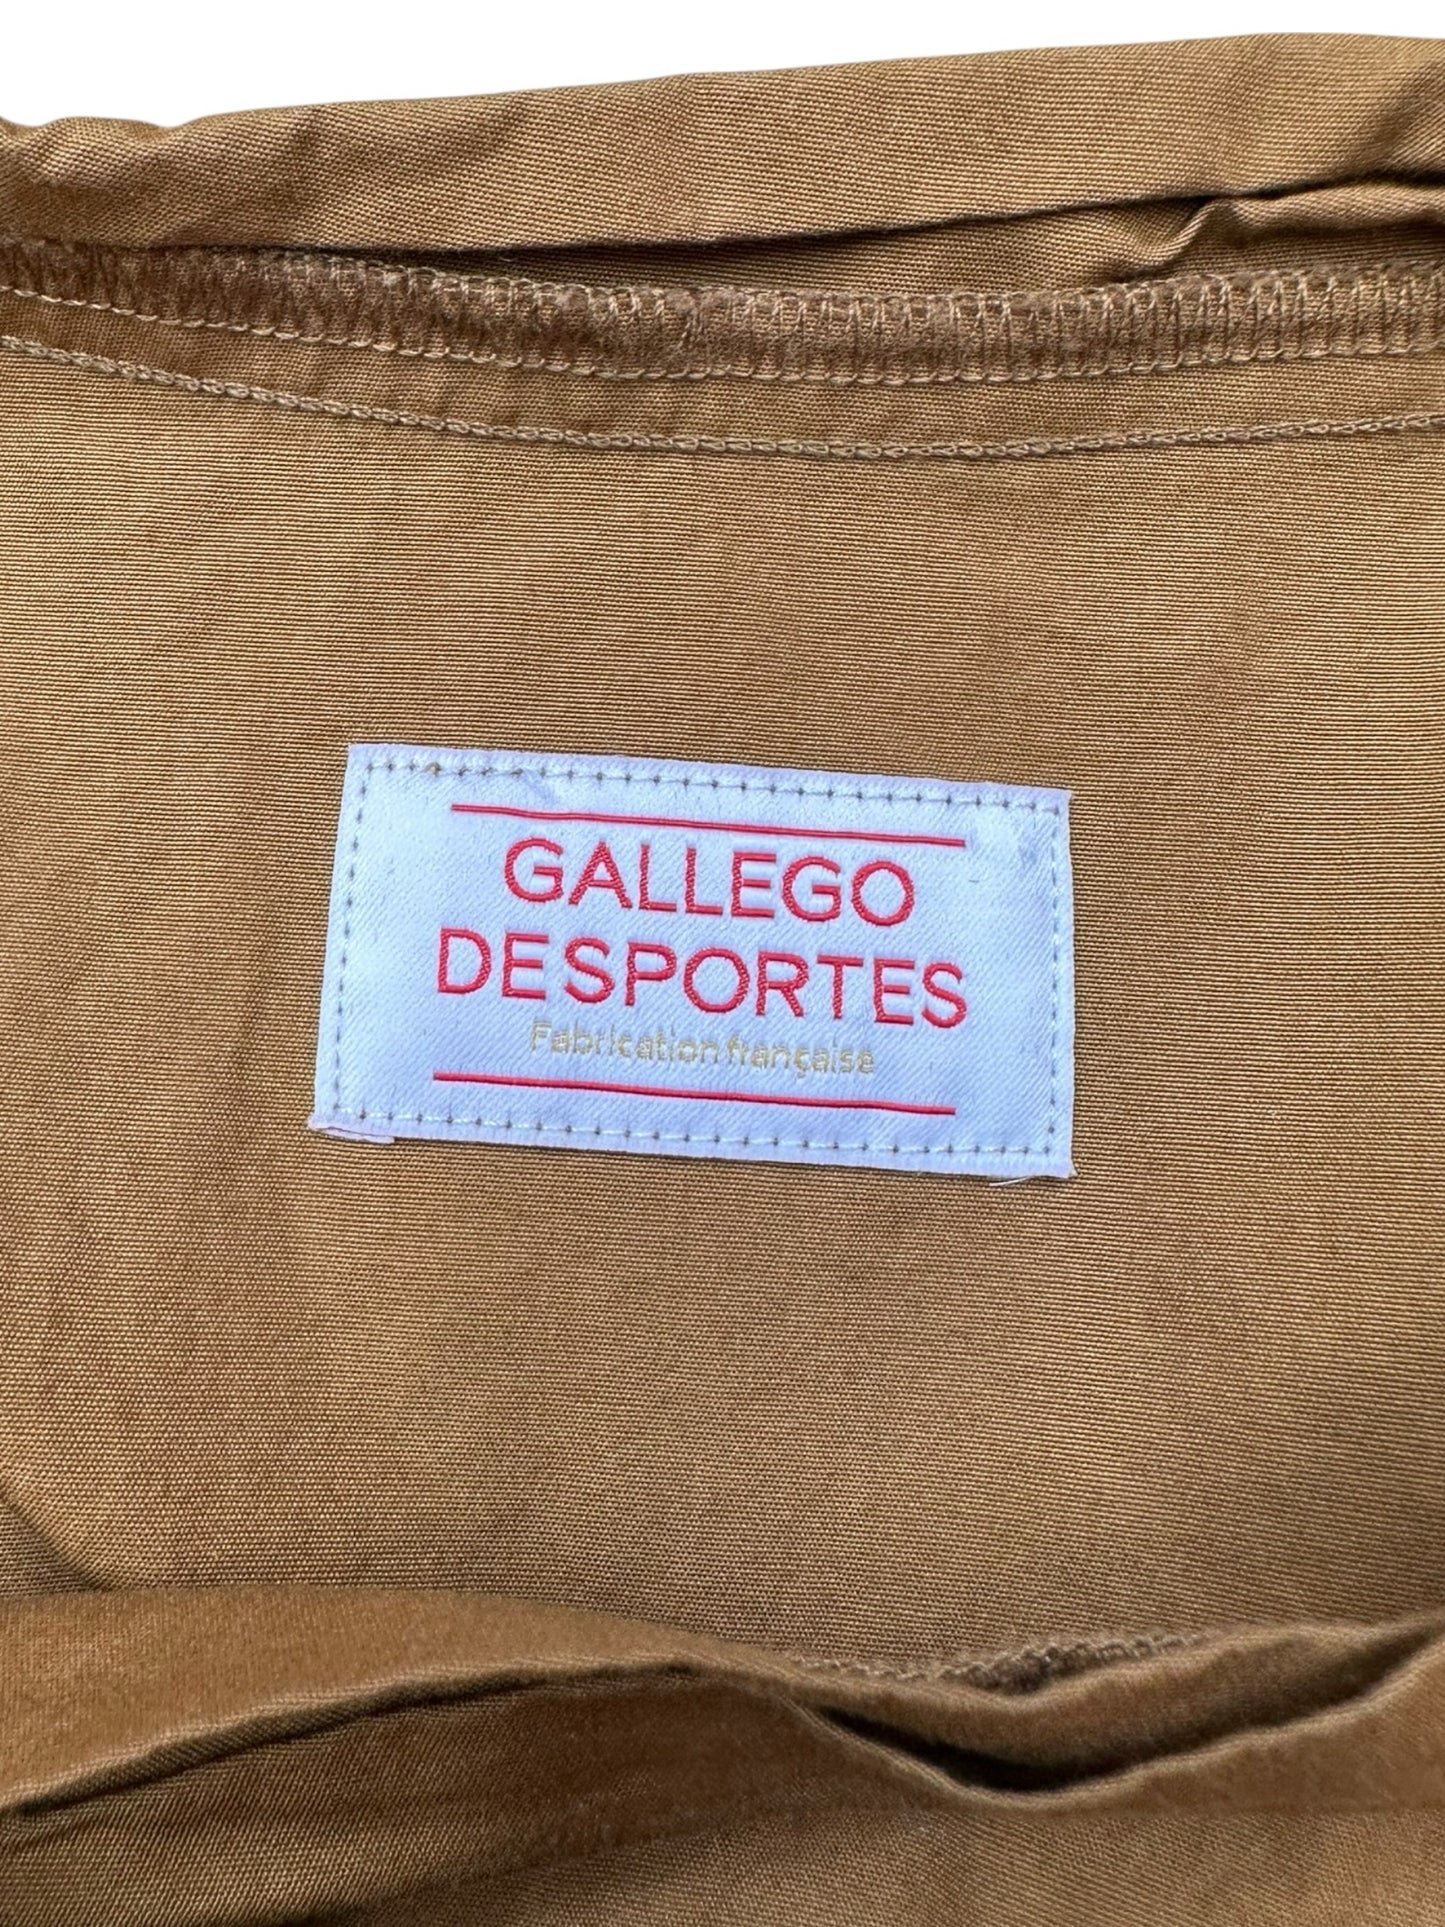 GALLEGO
DESPORTES
Fabrication française